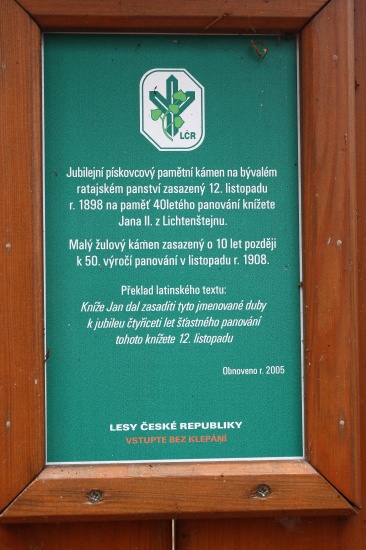 LČR
Jubilejní pískovcový pamětní kámen na bývalém
ratajském panství zasazený 12. listopadu
r. 1898 na paměť 40letého panování knížete
Jana II. z Lichtenštejnu.
Malý žulový kámen zasazený o 10 let později
k 50. výročí panování v listopadu r. 1908.
Překlad latinského textu:
Kníže Jan dal zasaditi tyto jmenované duby
k jubileu čtyřiceti let šťastného panování
tohoto knížete 12. listopadu
Obnoveno r. 2005
LESY ČESKÉ REPUBLIKY
VSTUPTE BEZ KLEPÁNÍ